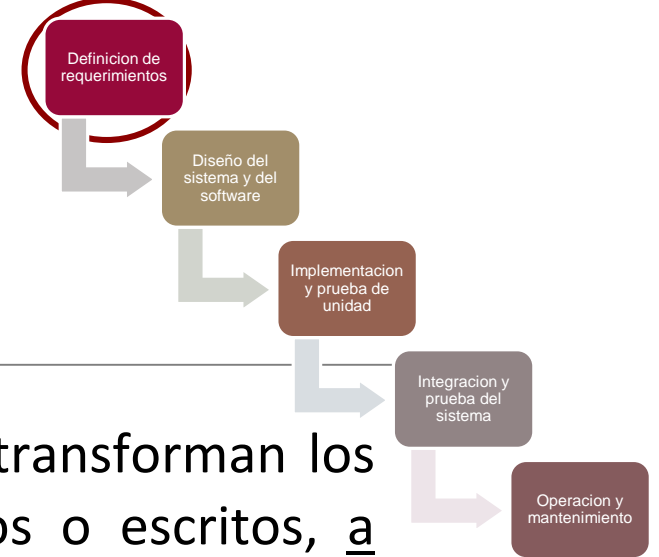 Definicion de
requerimientos
Diseño del
sistema y del
software
Implementacion
y prueba de
unidad
Integracion y
prueba del
sistema
Operacion y
mantenimiento
transforman los
os o escritos, a